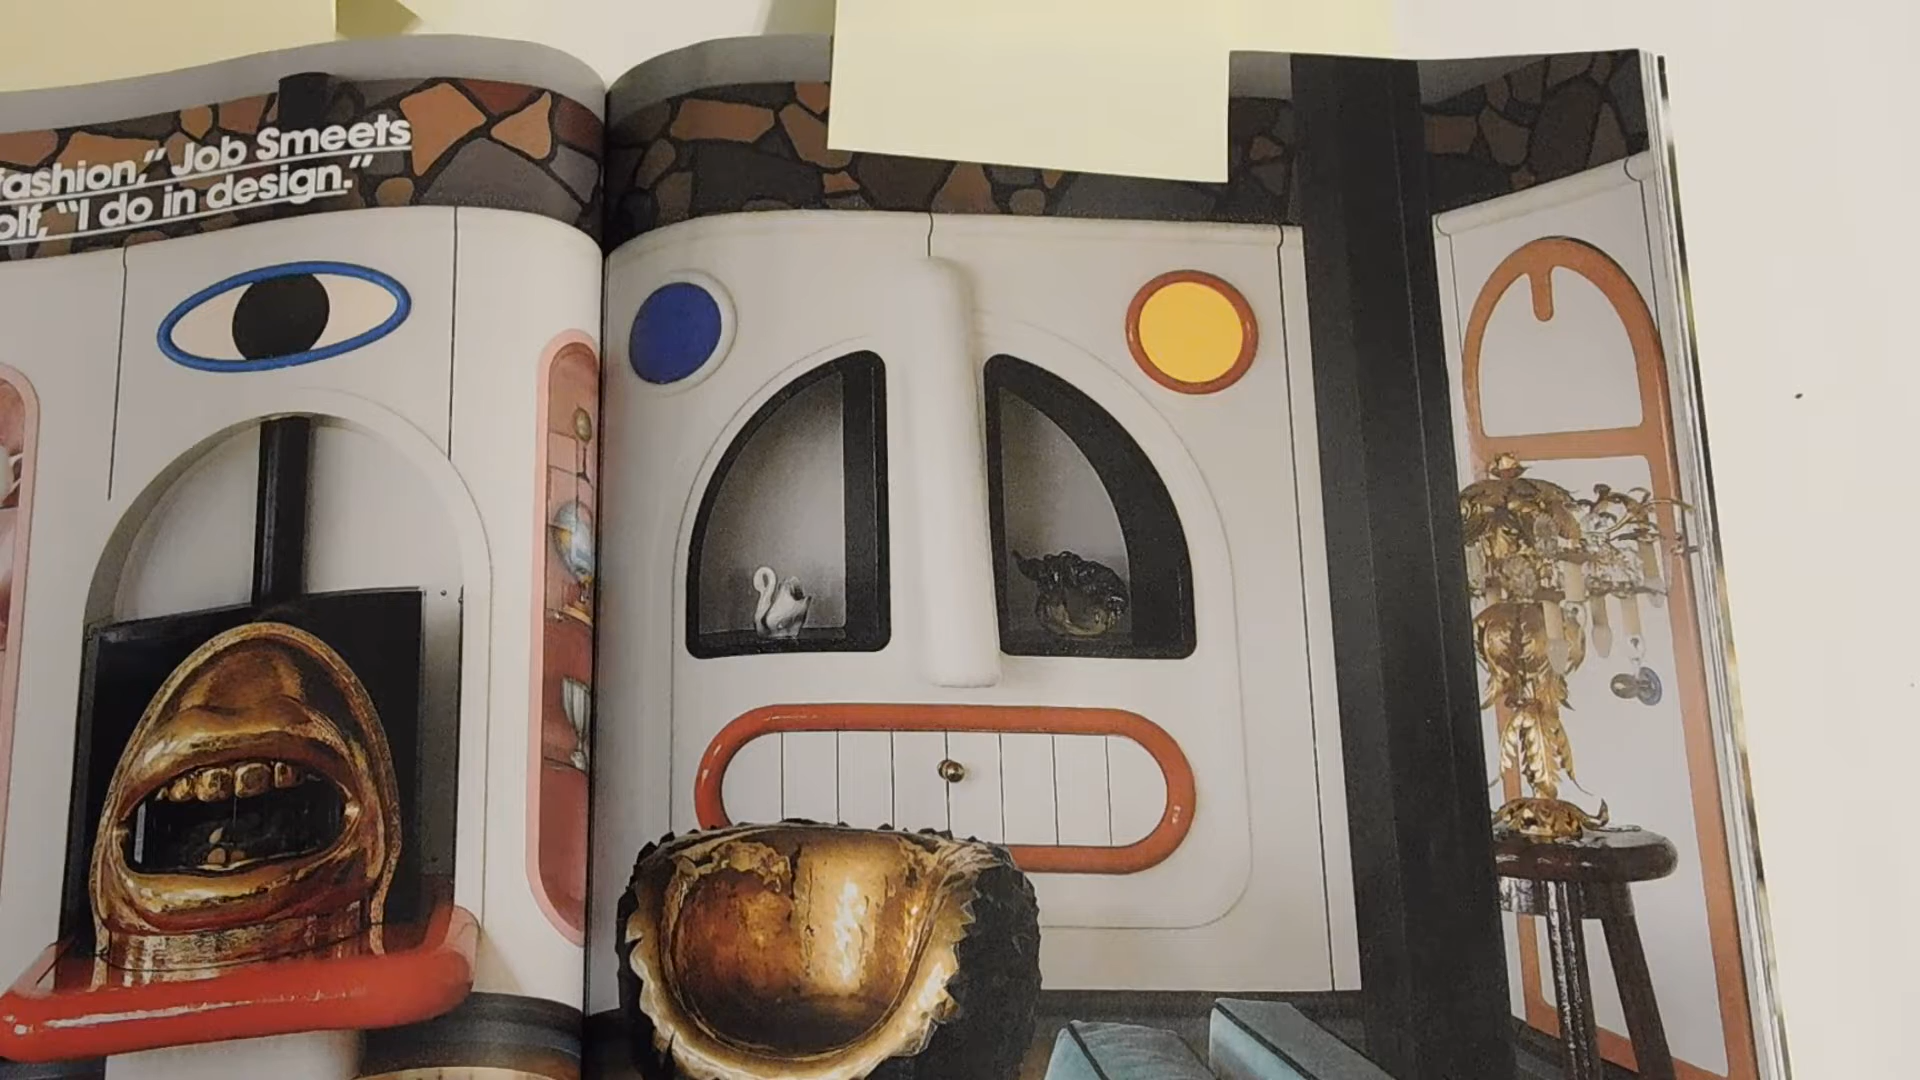 fashion,” Job Smeets
olf, “I do in design.”